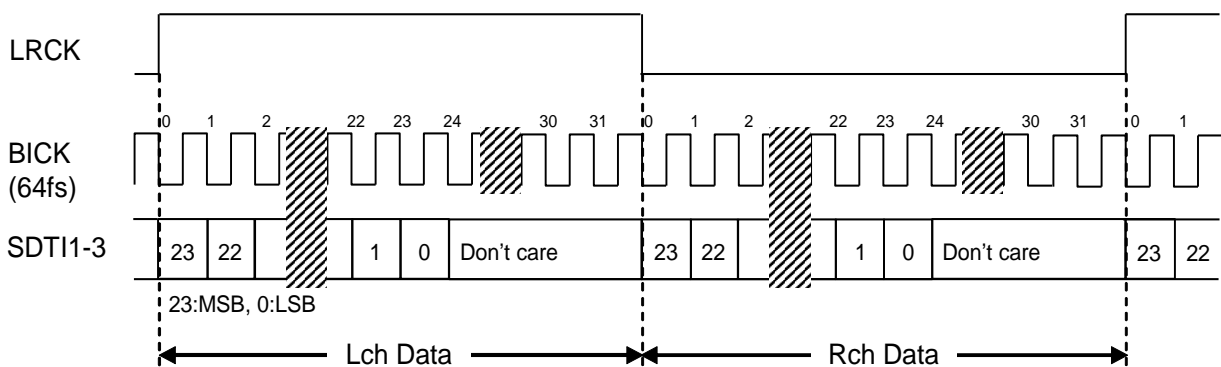 LRCK
0 1 2 22 23 24 30 31 0 1 2 22 23 24 30 31 0 1
BICK
(64fs)
SDTI1-3 23 22 1 0 Don't care 23 22 1 0 Don't care 23 22
23:MSB, 0:LSB
Lch Data Rch Data